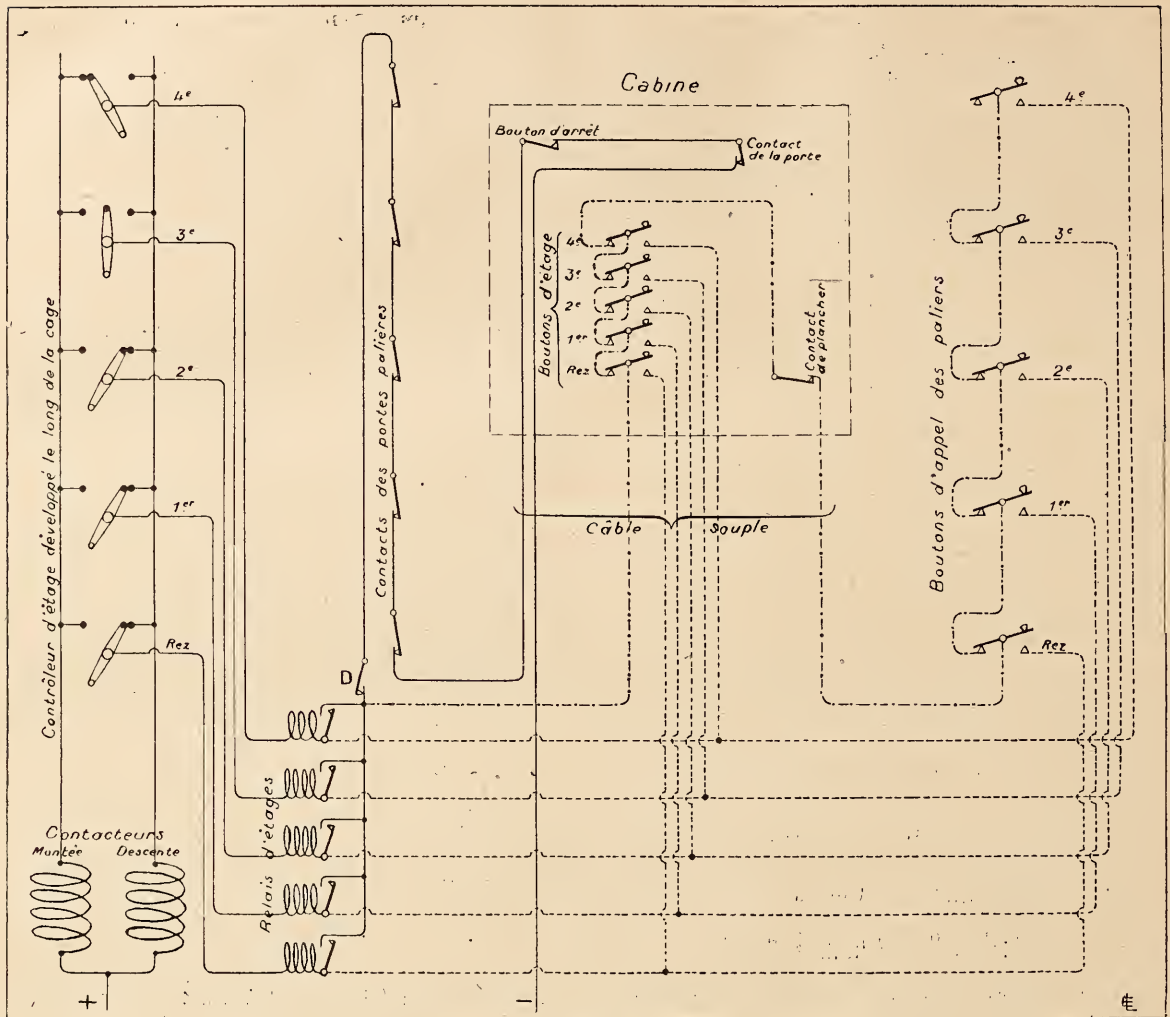 Cabine
Bouton d'arrêt
Contact
de la porte
4e
3e
2e
1er
Rez
Boutons d'étage
Contact
de plancher
Câble souple
Contrôleur d'étage développé le long de la cage
4e
3e
2e
1er
Rez
Contacts des portes palières
D
Boutons d'appel des paliers
4e
3e
2e
1er
Rez
Relais d'étages
Contacteurs
Montée Descente
+
-